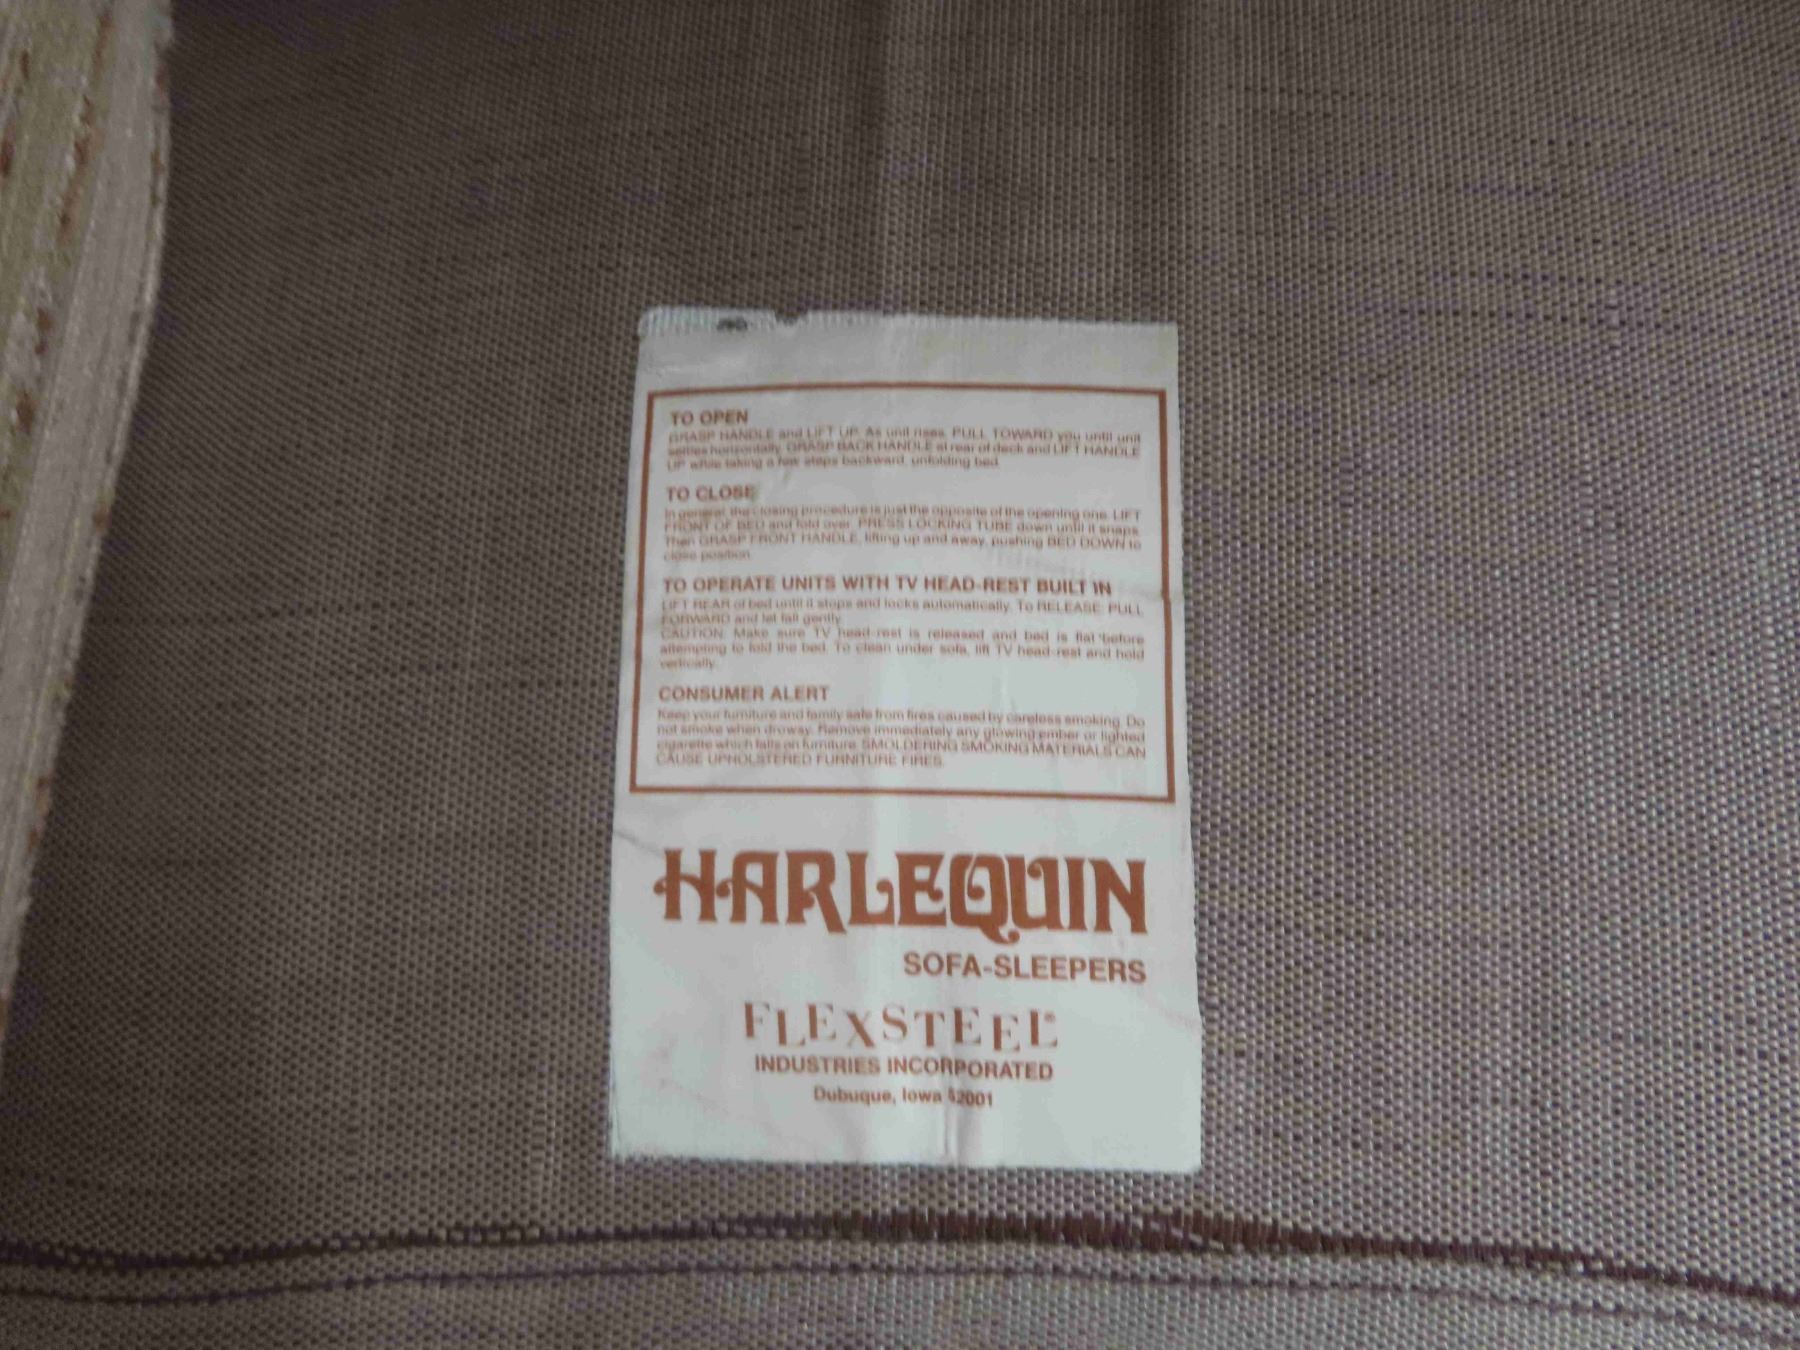 TO OPEN
GRASP HANDLE and LIFT UP. As unit rises, PULL TOWARD you until unit
settles horizontally. GRASP BACK HANDLE at rear of deck and LIFT HANDLE
UP while taking a few steps backward, unfolding bed.
TO CLOSE
In general, the closing procedure is just the opposite of the opening one. LIFT
FRONT OF BED and fold over. PRESS LOCKING TUBE down until it snaps.
Then GRASP FRONT HANDLE, lifting up and away, pushing BED DOWN to
close position.
TO OPERATE UNITS WITH TV HEAD-REST BUILT IN
LIFT REAR of bed until it stops and locks automatically. To RELEASE: PULL
FORWARD and let fall gently.
CAUTION: Make sure TV head-rest is released and bed is flat before
attempting to fold the bed. To clean under sofa, lift TV head-rest and hold
vertically.
CONSUMER ALERT
Keep your furniture and family safe from fires caused by careless smoking. Do
not smoke when drowsy. Remove immediately any glowing ember or lighted
cigarette which falls on furniture. SMOLDERING SMOKING MATERIALS CAN
CAUSE UPHOLSTERED FURNITURE FIRES.
HARLEQUIN
SOFA-SLEEPERS
FLEXSTEEL®
INDUSTRIES INCORPORATED
Dubuque, Iowa 52001